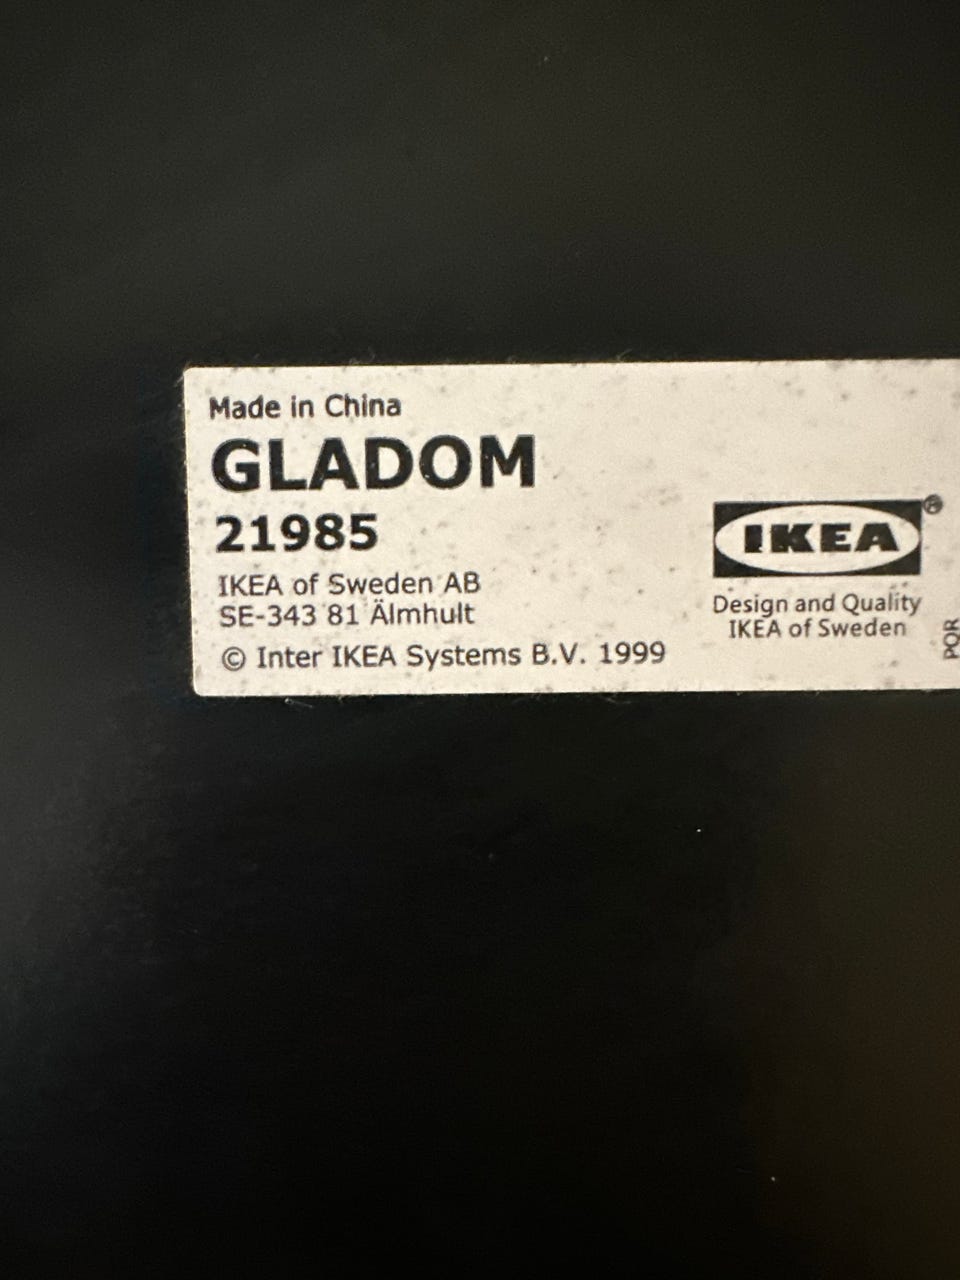 Made in China
GLADOM
21985
IKEA of Sweden AB
SE-343 81 Älmhult
© Inter IKEA Systems B.V. 1999
IKEA®
Design and Quality
IKEA of Sweden
PQR